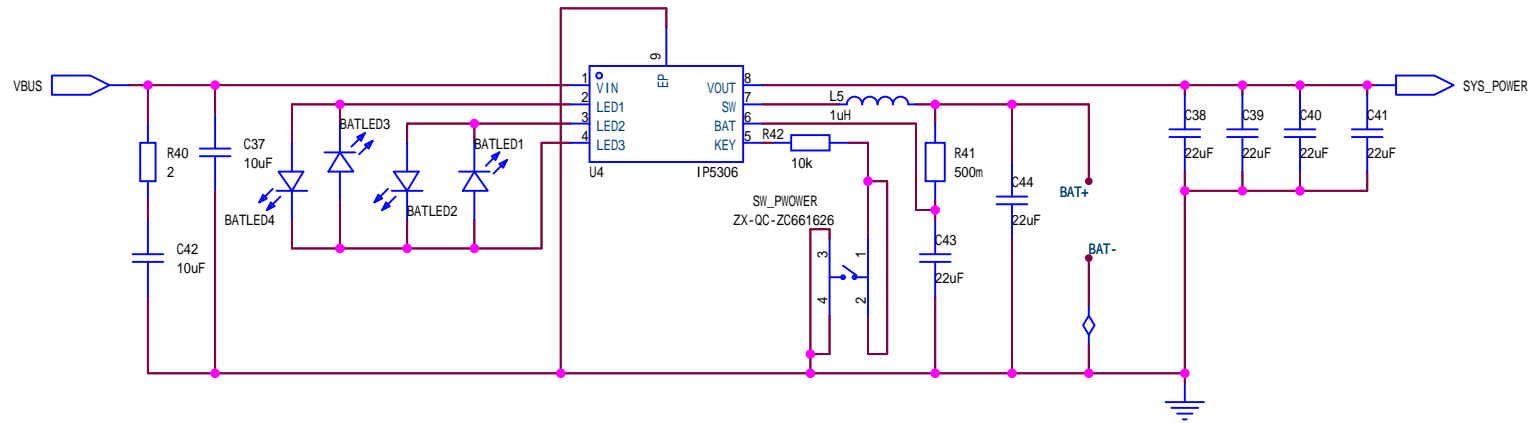 9
EP
VBUS
1
VIN
VOUT
8
SYS_POWER
2
LED1
SW
7
L5
1uH
3
LED2
BAT
6
4
LED3
KEY
5
U4
IP5306
BATLED3
BATLED1
BATLED4
BATLED2
R40
2
C37
10uF
C42
10uF
R42
10k
R41
500m
C44
22uF
C43
22uF
SW_PWOWER
ZX-QC-ZC661626
3
4
1
2
BAT+
BAT-
C38
22uF
C39
22uF
C40
22uF
C41
22uF